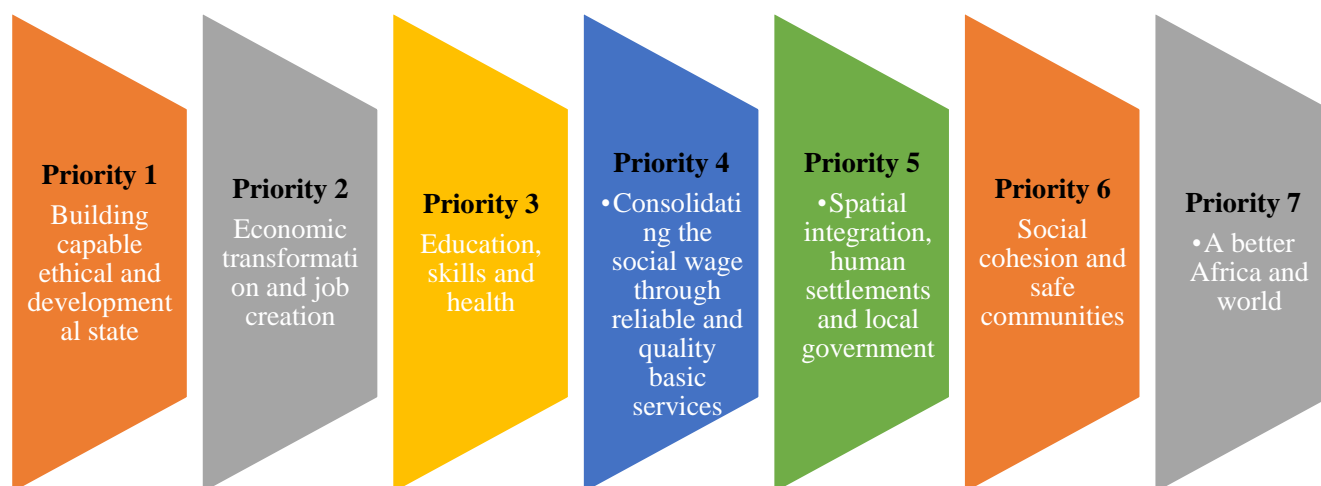 Priority 1
Building
capable
ethical and
development
al state
Priority 2
Economic
transformati
on and job
creation
Priority 3
Education,
skills and
health
Priority 4
•Consolidati
ng the
social wage
through
reliable and
quality
basic
services
Priority 5
•Spatial
integration,
human
settlements
and local
government
Priority 6
Social
cohesion and
safe
communities
Priority 7
•A better
Africa and
world